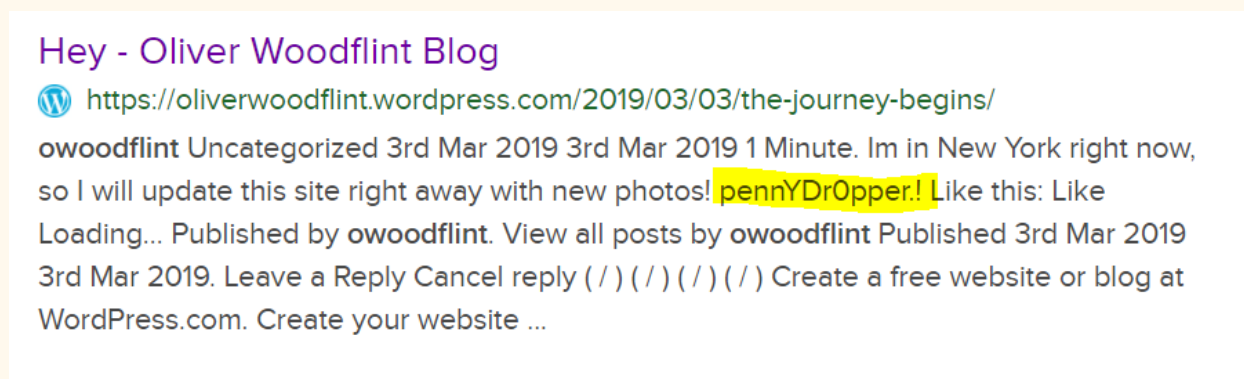 Hey - Oliver Woodflint Blog
https://oliverwoodflint.wordpress.com/2019/03/03/the-journey-begins/
owoodflint Uncategorized 3rd Mar 2019 3rd Mar 2019 1 Minute. Im in New York right now,
so I will update this site right away with new photos! pennYDr0pper.! Like this: Like
Loading... Published by owoodflint. View all posts by owoodflint Published 3rd Mar 2019
3rd Mar 2019. Leave a Reply Cancel reply ( / ) ( / ) ( / ) ( / ) Create a free website or blog at
WordPress.com. Create your website ...